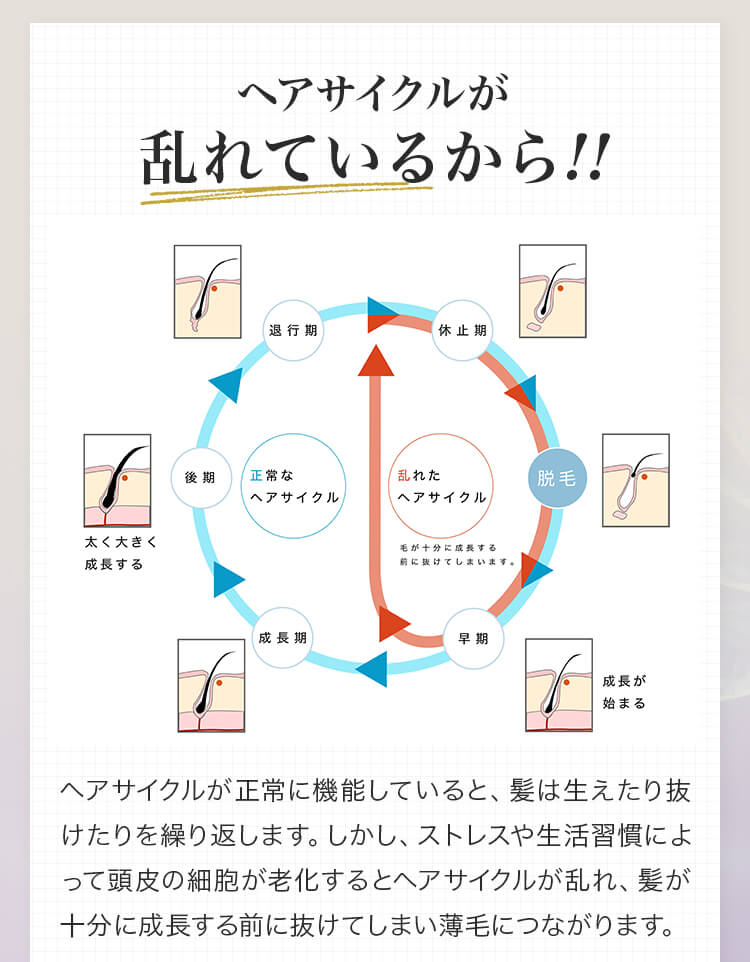 ヘアサイクルが
乱れているから!!
退行期
休止期
後期
正常な
ヘアサイクル
乱れた
ヘアサイクル
脱毛
太く大きく
成長する
毛が十分に成長する
前に抜けてしまいます。
成長期
早期
成長が
始まる
ヘアサイクルが正常に機能していると、髪は生えたり抜
けたりを繰り返します。しかし、ストレスや生活習慣によ
って頭皮の細胞が老化するとヘアサイクルが乱れ、髪が
十分に成長する前に抜けてしまい薄毛につながります。